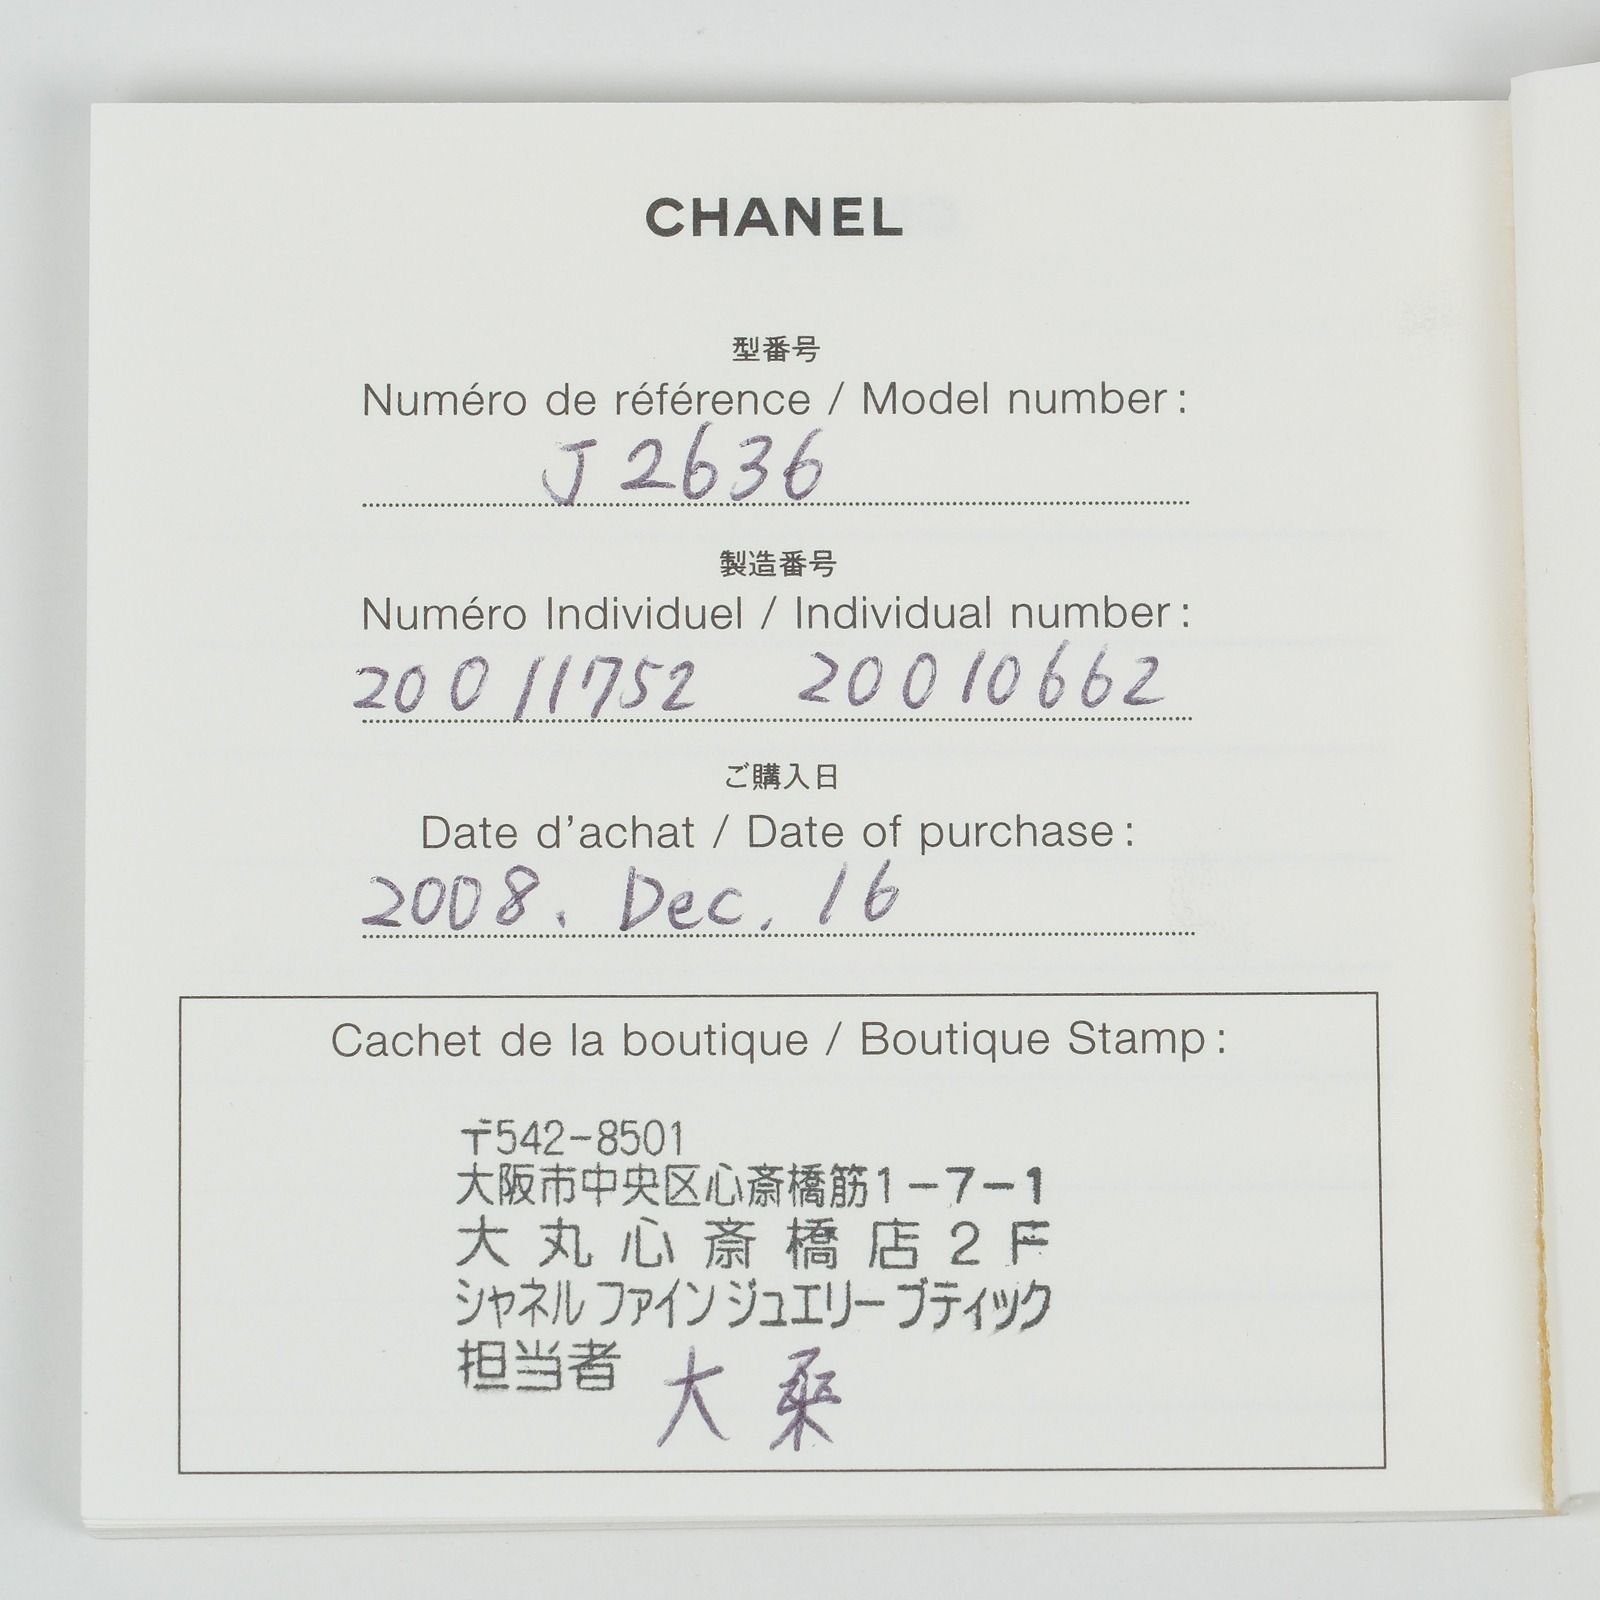 CHANEL
型番号
Numéro de référence / Model number :
J2636
製造番号
Numéro Individuel / Individual number :
20011752 20010662
ご購入日
Date d'achat / Date of purchase :
2008. Dec. 16
Cachet de la boutique / Boutique Stamp :
〒542-8501
大阪市中央区心斎橋筋1-7-1
大丸心斎橋店2F
シャネル ファインジュエリーブティック
担当者 大乗